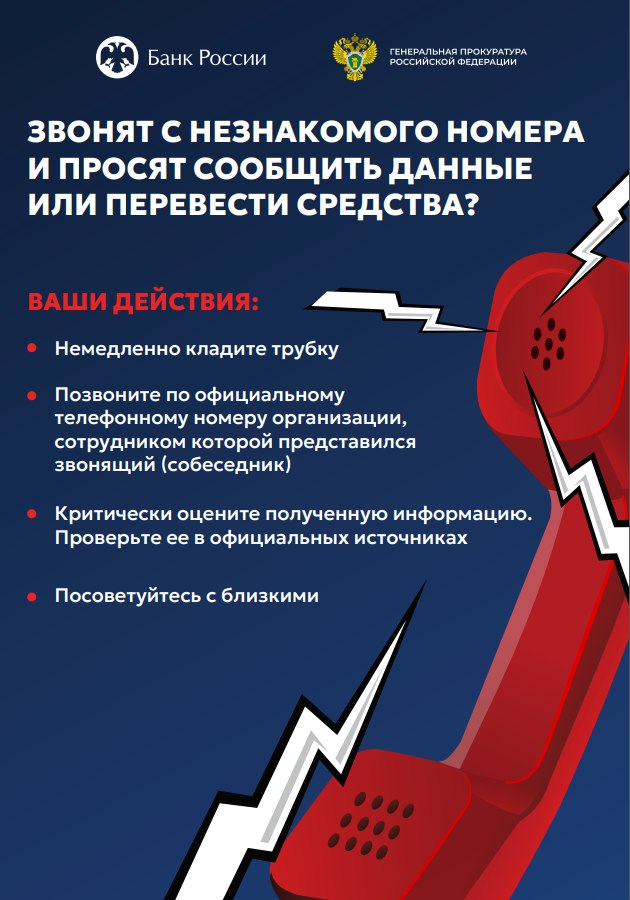 Банк России
ГЕНЕРАЛЬНАЯ ПРОКУРАТУРА
РОССИЙСКОЙ ФЕДЕРАЦИИ
ЗВОНЯТ С НЕЗНАКОМОГО НОМЕРА
И ПРОСЯТ СООБЩИТЬ ДАННЫЕ
ИЛИ ПЕРЕВЕСТИ СРЕДСТВА?
ВАШИ ДЕЙСТВИЯ:
• Немедленно кладите трубку
• Позвоните по официальному
телефонному номеру организации,
сотрудником которой представился
звонящий (собеседник)
• Критически оцените полученную информацию.
Проверьте ее в официальных источниках
• Посоветуйтесь с близкими